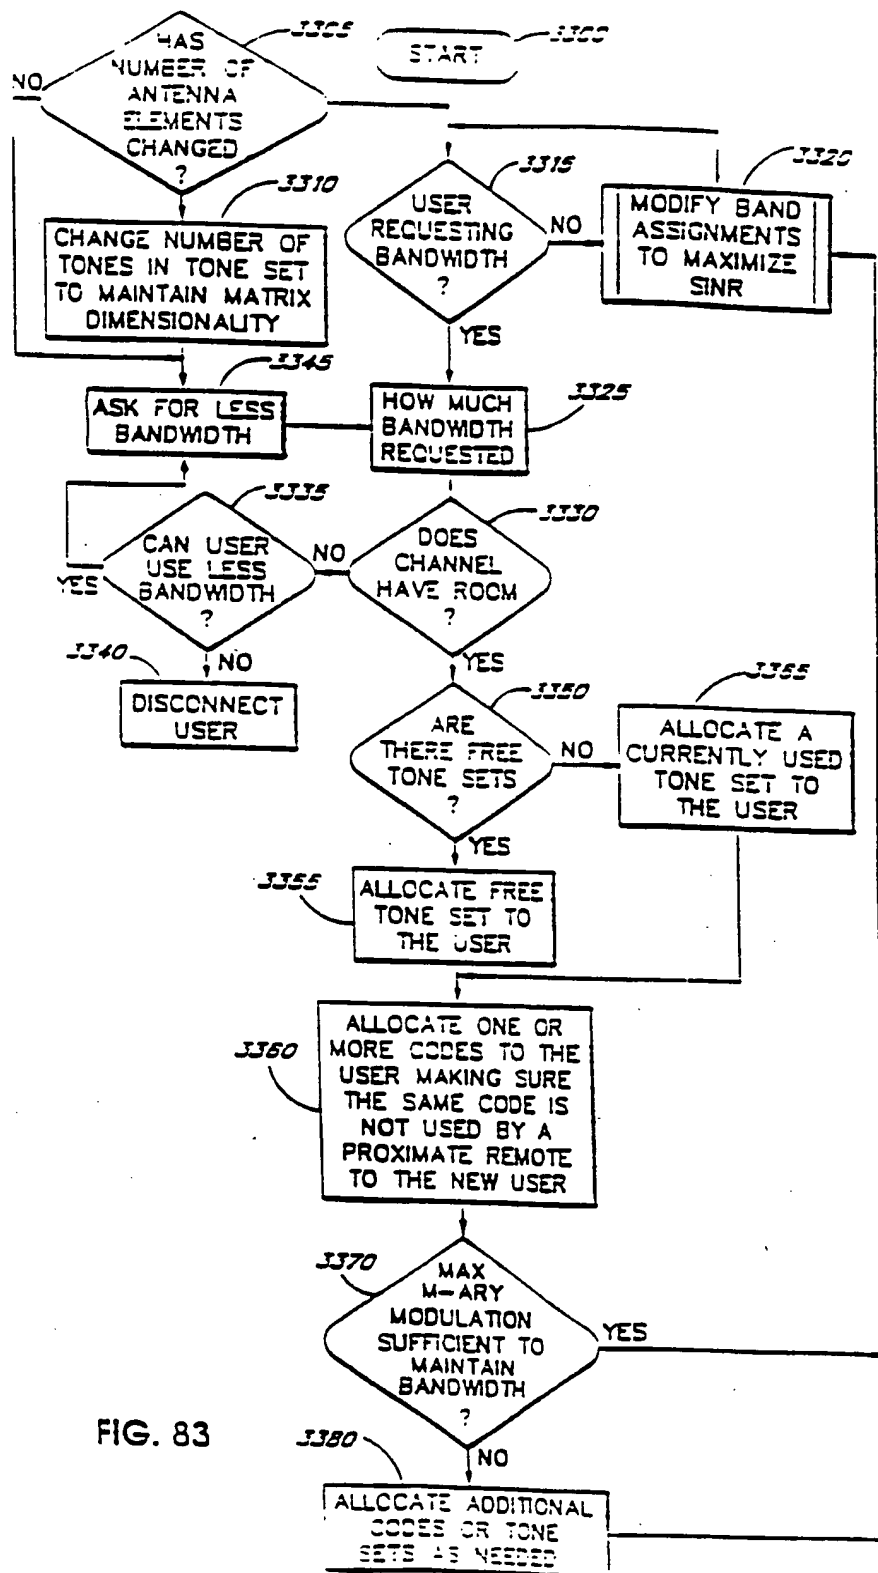 3305
HAS
NUMBER OF
ANTENNA
ELEMENTS
CHANGED
?
NO
START
3300
3310
CHANGE NUMBER OF
TONES IN TONE SET
TO MAINTAIN MATRIX
DIMENSIONALITY
3315
USER
REQUESTING
BANDWIDTH
?
NO
YES
3320
MODIFY BAND
ASSIGNMENTS
TO MAXIMIZE
SINR
3345
ASK FOR LESS
BANDWIDTH
3325
HOW MUCH
BANDWIDTH
REQUESTED
3335
CAN USER
USE LESS
BANDWIDTH
?
YES
NO
3330
DOES
CHANNEL
HAVE ROOM
?
YES
3340
NO
DISCONNECT
USER
3350
ARE
THERE FREE
TONE SETS
?
NO
YES
3365
ALLOCATE A
CURRENTLY USED
TONE SET TO
THE USER
3355
ALLOCATE FREE
TONE SET TO
THE USER
3360
ALLOCATE ONE OR
MORE CODES TO THE
USER MAKING SURE
THE SAME CODE IS
NOT USED BY A
PROXIMATE REMOTE
TO THE NEW USER
3370
MAX
M-ARY
MODULATION
SUFFICIENT TO
MAINTAIN
BANDWIDTH
?
YES
NO
FIG. 83
3380
ALLOCATE ADDITIONAL
CODES OR TONE
SETS AS NEEDED